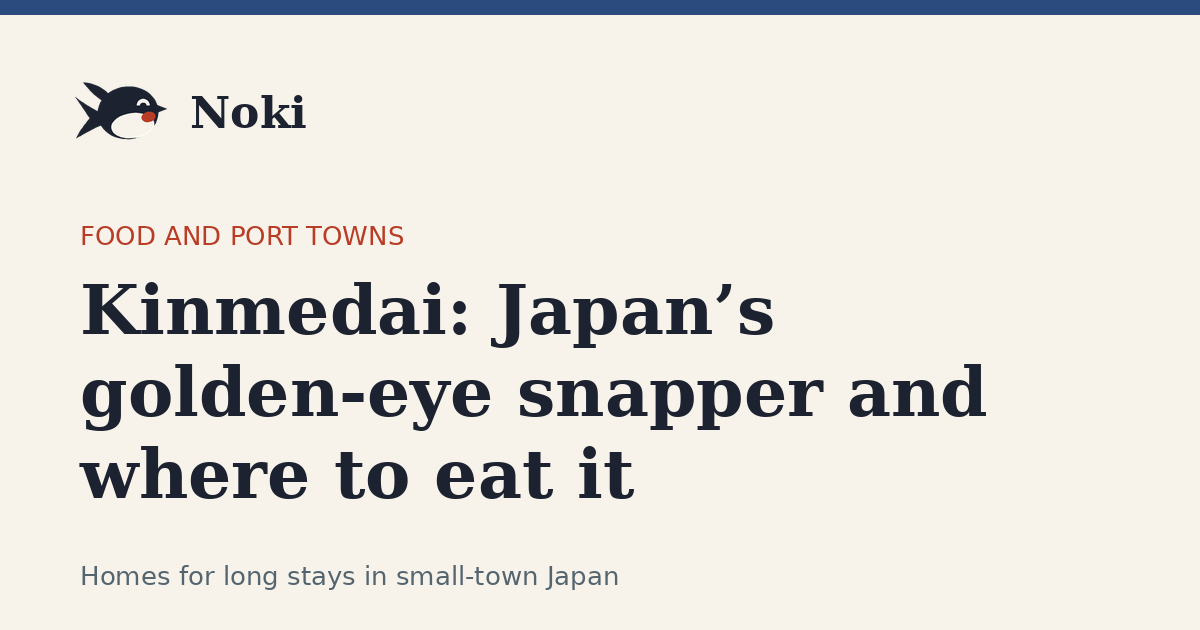 Noki
FOOD AND PORT TOWNS
Kinmedai: Japan’s
golden-eye snapper and
where to eat it
Homes for long stays in small-town Japan